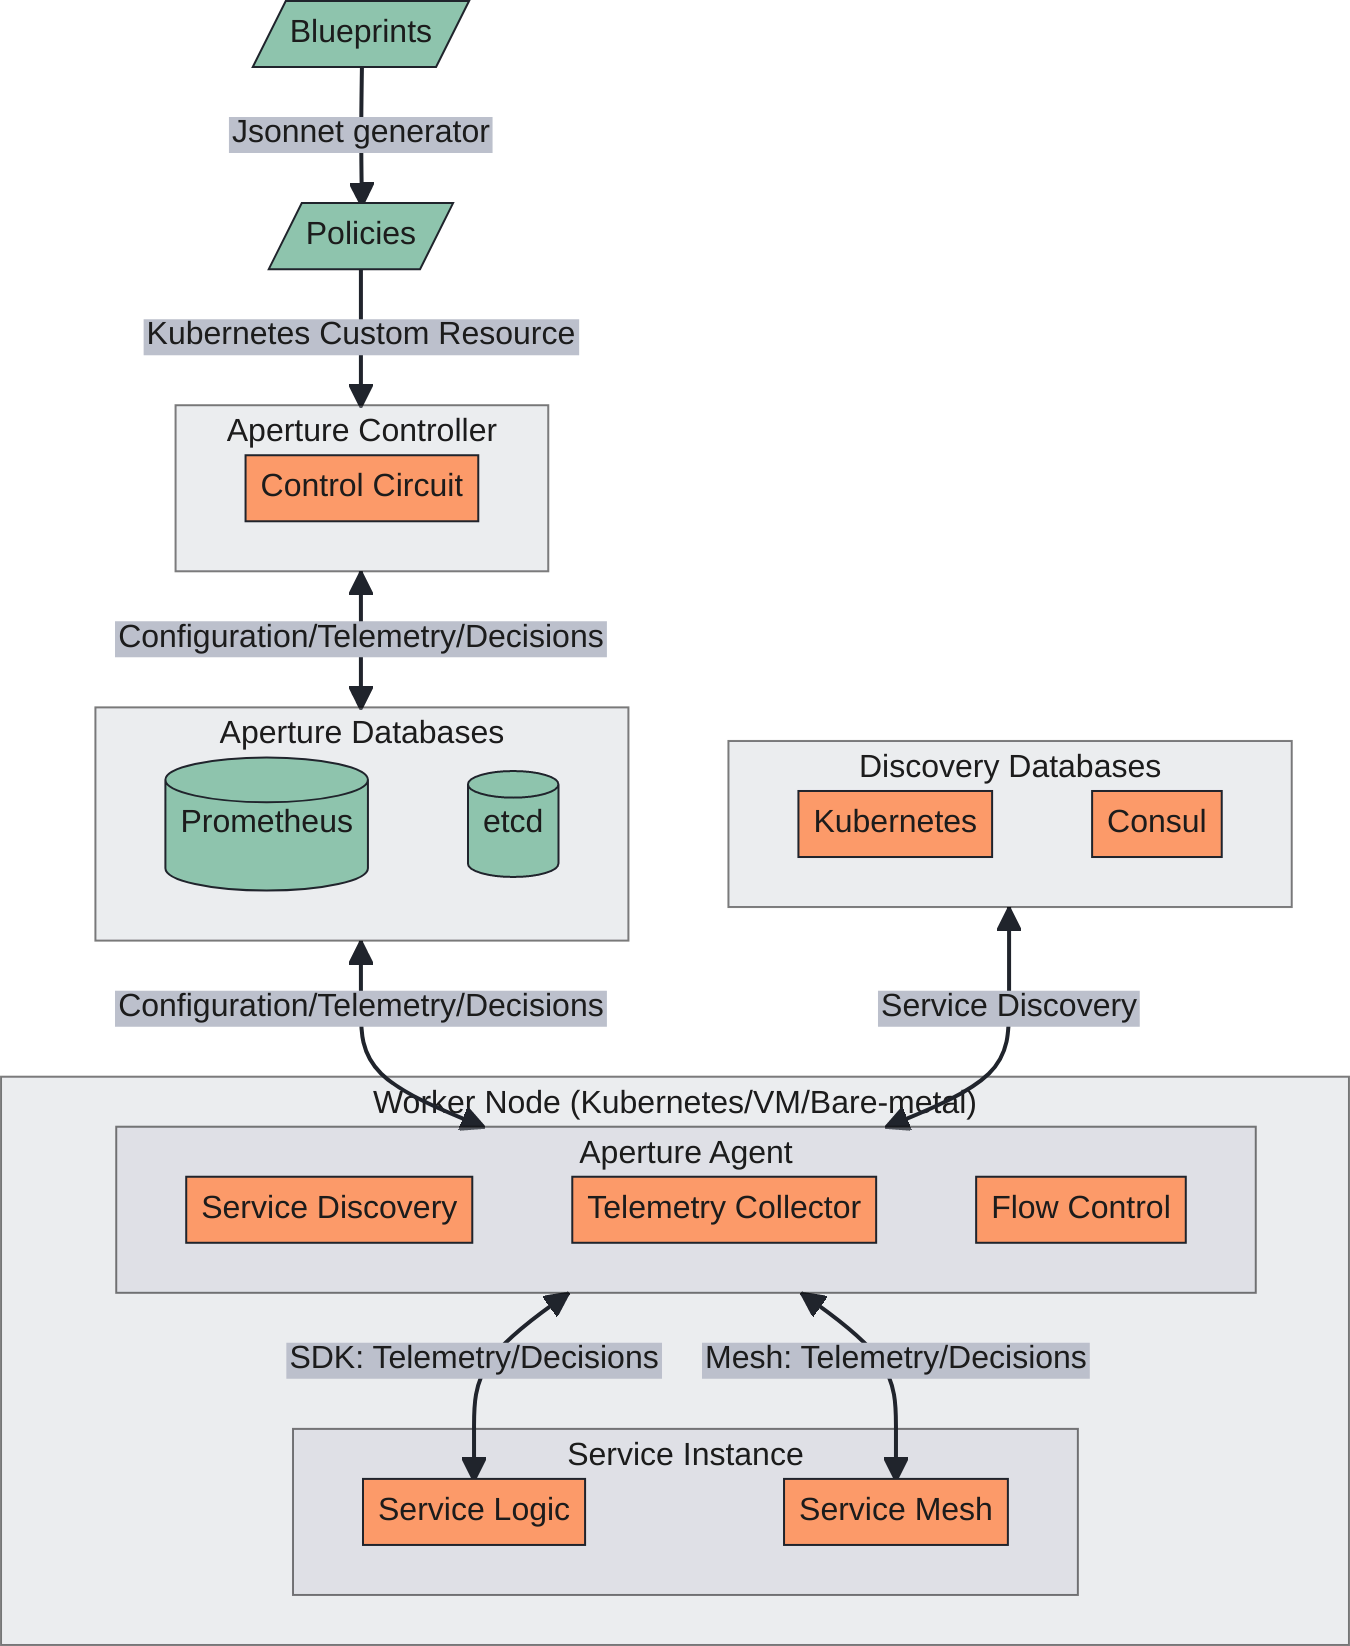 Blueprints
Jsonnet generator
Policies
Kubernetes Custom Resource
Aperture Controller
Control Circuit
Configuration/Telemetry/Decisions
Aperture Databases
Prometheus
etcd
Discovery Databases
Kubernetes
Consul
Configuration/Telemetry/Decisions
Service Discovery
Worker Node (Kubernetes/VM/Bare-metal)
Aperture Agent
Service Discovery
Telemetry Collector
Flow Control
SDK: Telemetry/Decisions
Mesh: Telemetry/Decisions
Service Instance
Service Logic
Service Mesh